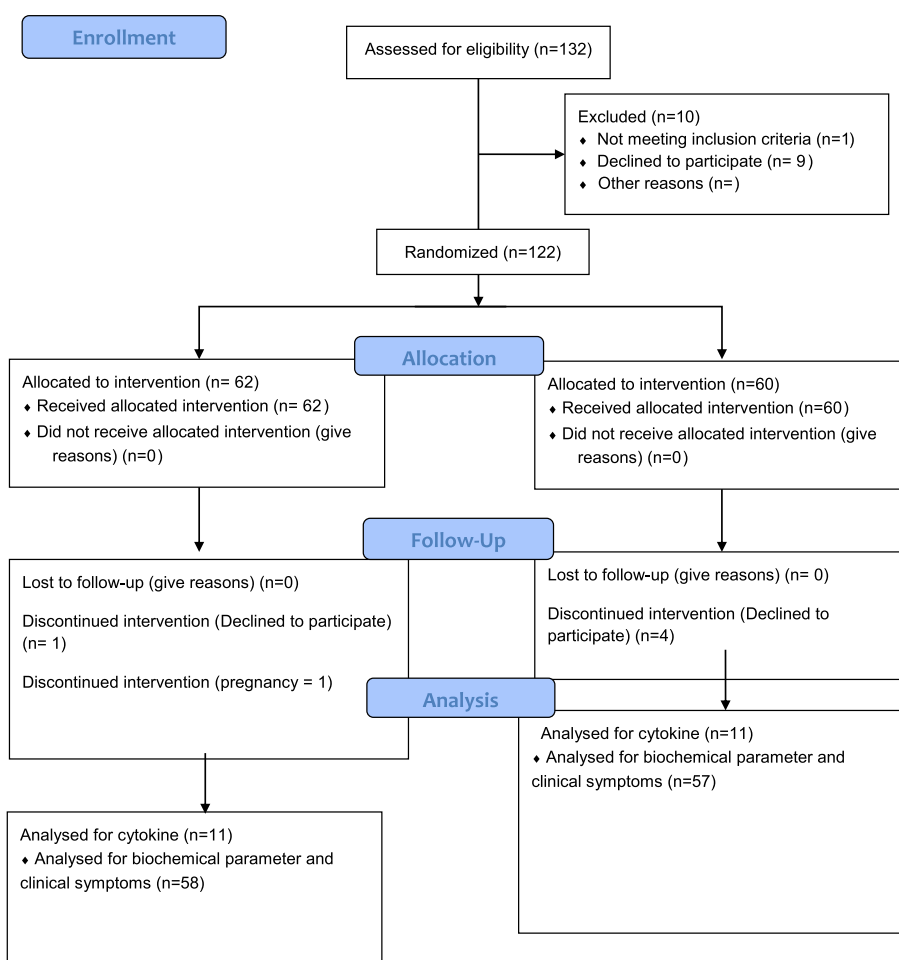 Enrollment
Assessed for eligibility (n=132)
Excluded (n=10)
♦ Not meeting inclusion criteria (n=1)
♦ Declined to participate (n= 9)
♦ Other reasons (n=)
Randomized (n=122)
Allocation
Allocated to intervention (n= 62)
♦ Received allocated intervention (n= 62)
♦ Did not receive allocated intervention (give
reasons) (n=0)
Allocated to intervention (n=60)
♦ Received allocated intervention (n=60)
♦ Did not receive allocated intervention (give
reasons) (n=0)
Follow-Up
Lost to follow-up (give reasons) (n=0)
Discontinued intervention (Declined to participate)
(n= 1)
Discontinued intervention (pregnancy = 1)
Lost to follow-up (give reasons) (n= 0)
Discontinued intervention (Declined to
participate) (n=4)
Analysis
Analysed for cytokine (n=11)
♦ Analysed for biochemical parameter and
clinical symptoms (n=58)
Analysed for cytokine (n=11)
♦ Analysed for biochemical parameter and
clinical symptoms (n=57)